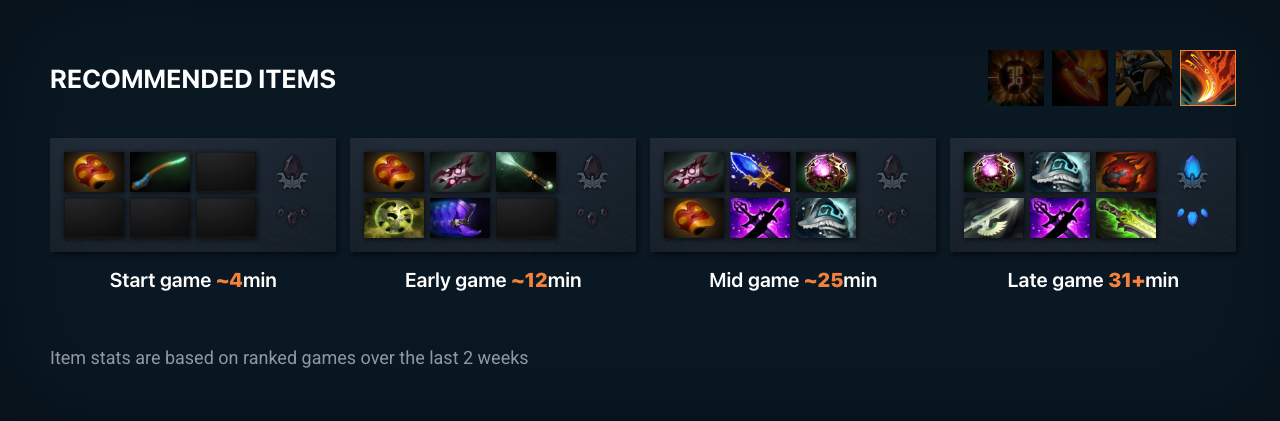 RECOMMENDED ITEMS
Start game ~4min
Early game ~12min
Mid game ~25min
Late game 31+min
Item stats are based on ranked games over the last 2 weeks